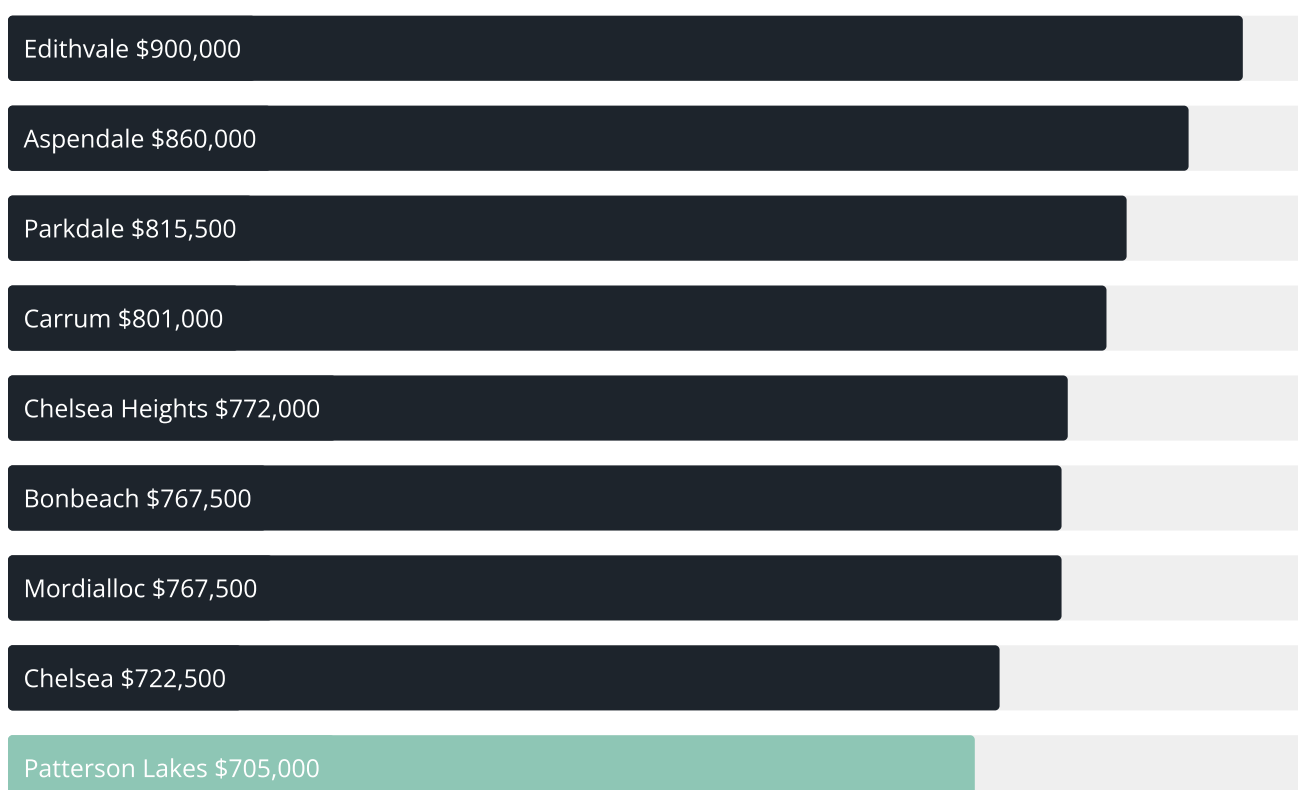 Edithvale $900,000
Aspendale $860,000
Parkdale $815,500
Carrum $801,000
Chelsea Heights $772,000
Bonbeach $767,500
Mordialloc $767,500
Chelsea $722,500
Patterson Lakes $705,000